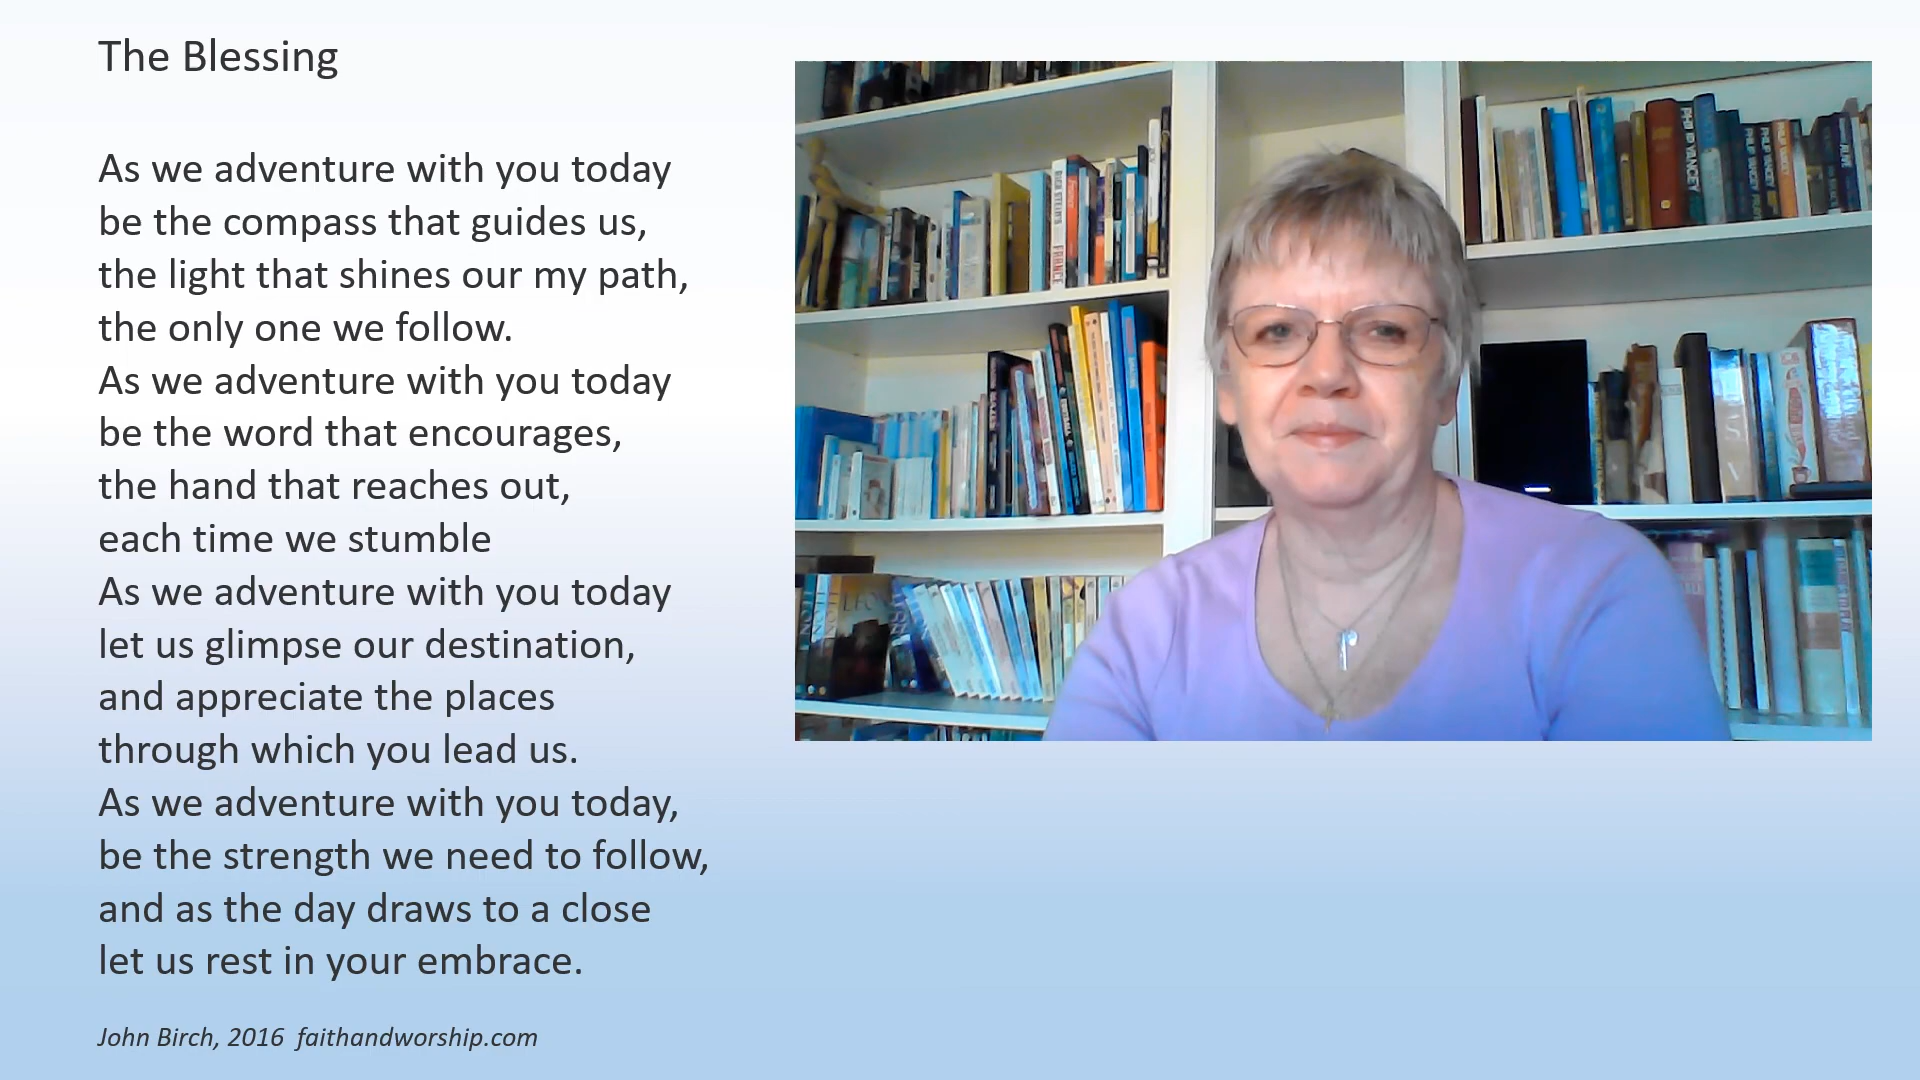 The Blessing
As we adventure with you today
be the compass that guides us,
the light that shines our my path,
the only one we follow.
As we adventure with you today
be the word that encourages,
the hand that reaches out,
each time we stumble
As we adventure with you today
let us glimpse our destination,
and appreciate the places
through which you lead us.
As we adventure with you today,
be the strength we need to follow,
and as the day draws to a close
let us rest in your embrace.
John Birch, 2016 faithandworship.com
FRANCE
PHILIP YANCEY